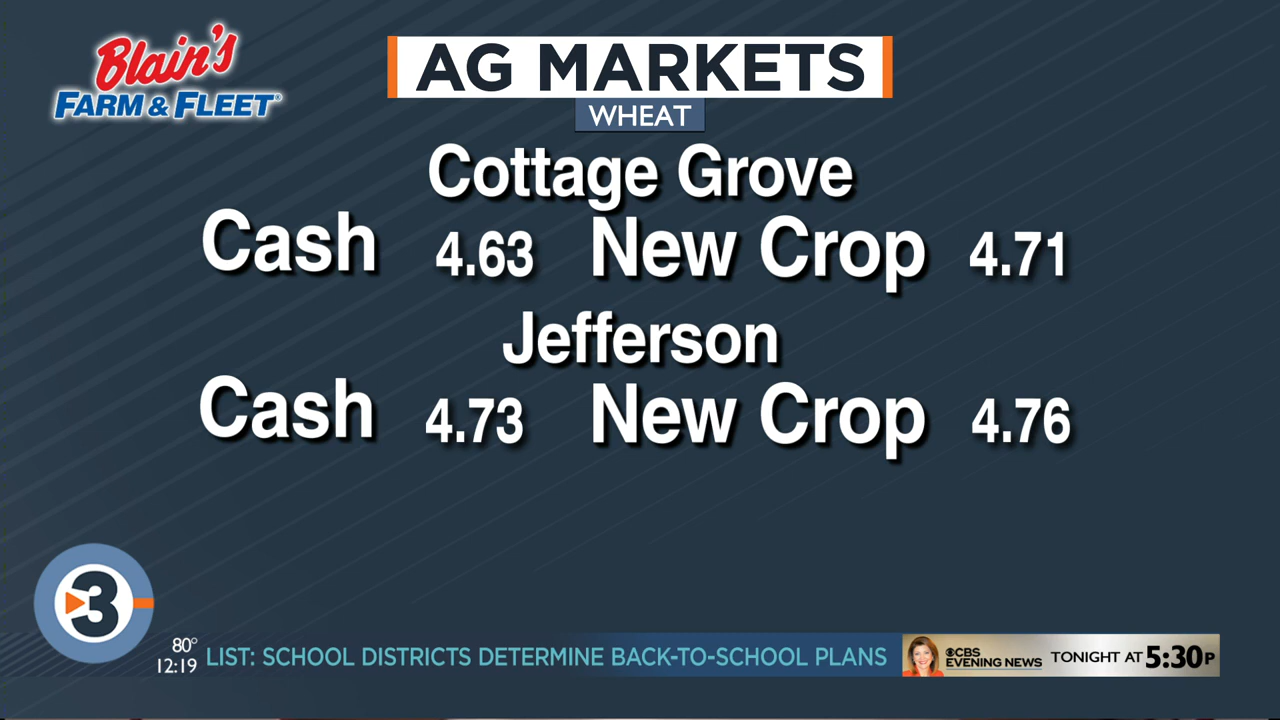 Blain's
FARM & FLEET®
AG MARKETS
WHEAT
Cottage Grove
Cash 4.63 New Crop 4.71
Jefferson
Cash 4.73 New Crop 4.76
3
80°
12:19
LIST: SCHOOL DISTRICTS DETERMINE BACK-TO-SCHOOL PLANS
CBS
EVENING NEWS
TONIGHT AT 5:30P